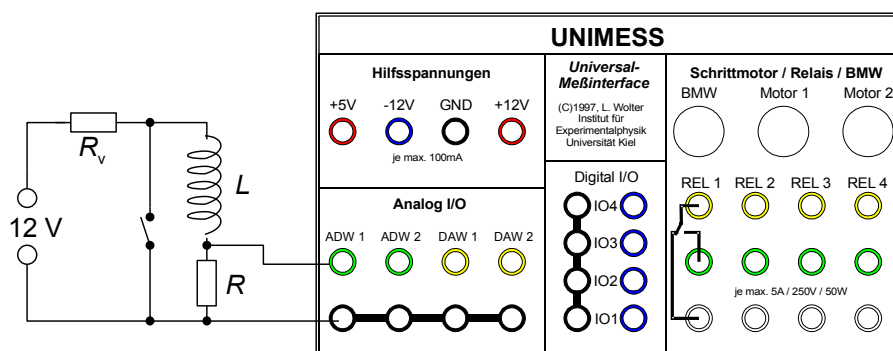 UNIMESS
Hilfsspannungen
+5V -12V GND +12V
je max. 100mA
Universal-
Meßinterface
(C)1997, L. Wolter
Institut für
Experimentalphysik
Universität Kiel
Schrittmotor / Relais / BMW
BMW Motor 1 Motor 2
Rv
L
12 V
R
Analog I/O
ADW 1 ADW 2 DAW 1 DAW 2
Digital I/O
IO4
IO3
IO2
IO1
REL 1 REL 2 REL 3 REL 4
je max. 5A / 250V / 50W